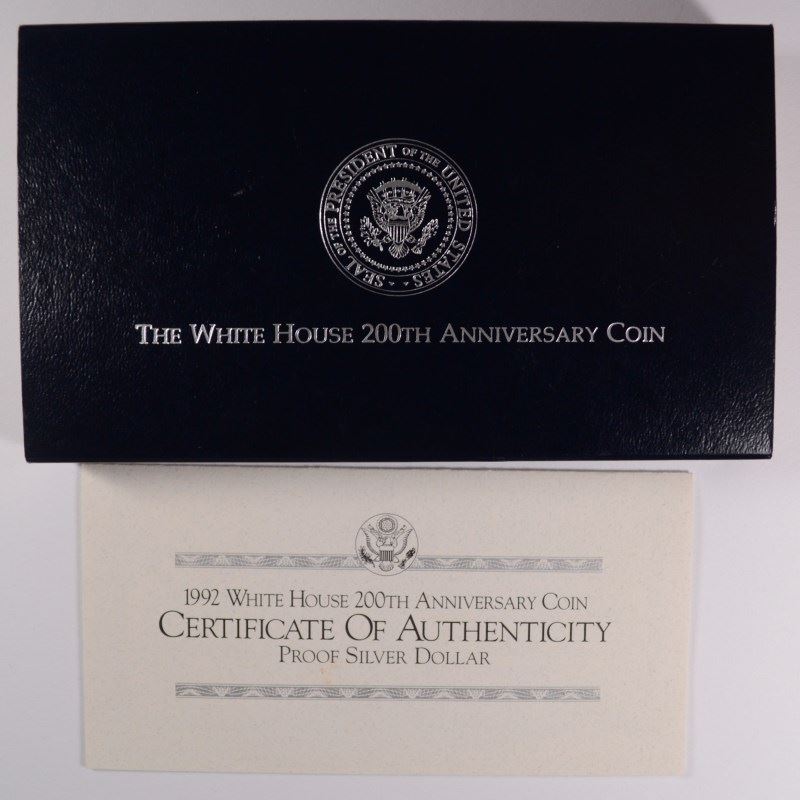 SEAL OF THE PRESIDENT OF THE UNITED STATES
THE WHITE HOUSE 200TH ANNIVERSARY COIN
1992 WHITE HOUSE 200TH ANNIVERSARY COIN
CERTIFICATE OF AUTHENTICITY
PROOF SILVER DOLLAR